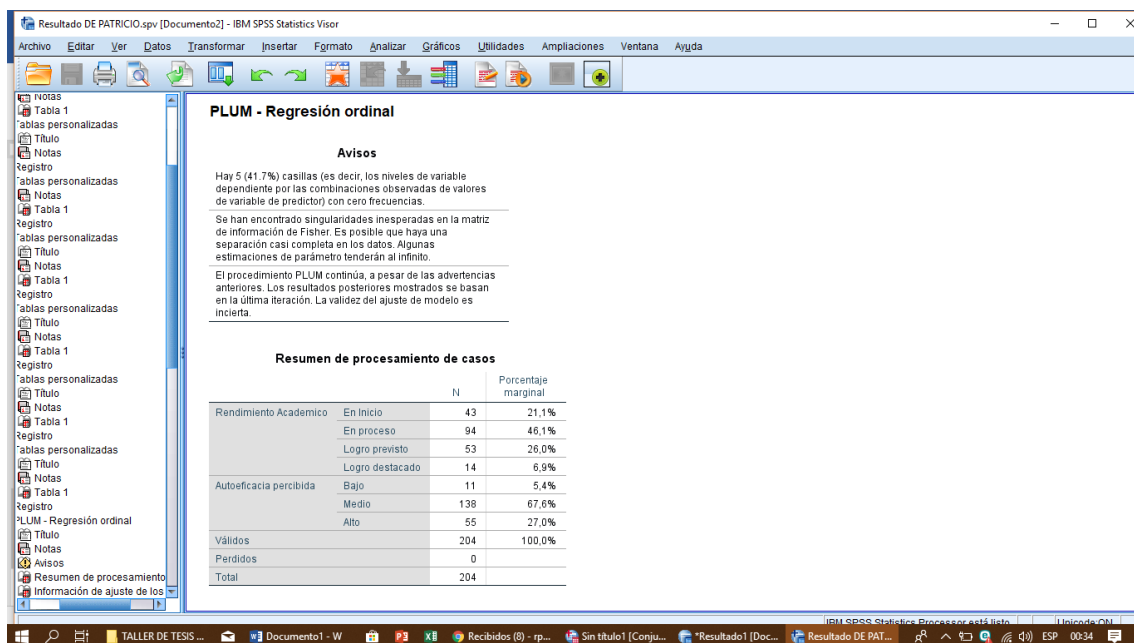 Resultado DE PATRICIO.spv [Documento2] - IBM SPSS Statistics Visor
Archivo Editar Ver Datos Transformar Insertar Formato Analizar Gráficos Utilidades Ampliaciones Ventana Ayuda
Notas
Tabla 1
Tablas personalizadas
Título
Notas
Registro
Tablas personalizadas
Notas
Tabla 1
Registro
Tablas personalizadas
Título
Notas
Tabla 1
Registro
Tablas personalizadas
Título
Notas
Tabla 1
Registro
Tablas personalizadas
Título
Notas
Tabla 1
Registro
Tablas personalizadas
Título
Notas
Tabla 1
Registro
PLUM - Regresión ordinal
Título
Notas
Avisos
Resumen de procesamiento
Información de ajuste de los
PLUM - Regresión ordinal
Avisos
Hay 5 (41.7%) casillas (es decir, los niveles de variable
dependiente por las combinaciones observadas de valores
de variable de predictor) con cero frecuencias.
Se han encontrado singularidades inesperadas en la matriz
de información de Fisher. Es posible que haya una
separación casi completa en los datos. Algunas
estimaciones de parámetro tenderán al infinito.
El procedimiento PLUM continúa, a pesar de las advertencias
anteriores. Los resultados posteriores mostrados se basan
en la última iteración. La validez del ajuste de modelo es
incierta.
Resumen de procesamiento de casos
N Porcentaje
marginal
Rendimiento Academico En Inicio 43 21,1%
En proceso 94 46,1%
Logro previsto 53 26,0%
Logro destacado 14 6,9%
Autoeficacia percibida Bajo 11 5,4%
Medio 138 67,6%
Alto 55 27,0%
Válidos 204 100,0%
Perdidos 0
Total 204
IBM SPSS Statistics Processor está listo Unicode:ON
TALLER DE TESIS ... Documento1 - W Recibidos (8) - rp... Sin título1 [Conju... *Resultado1 [Doc... Resultado DE PAT... ESP 00:34